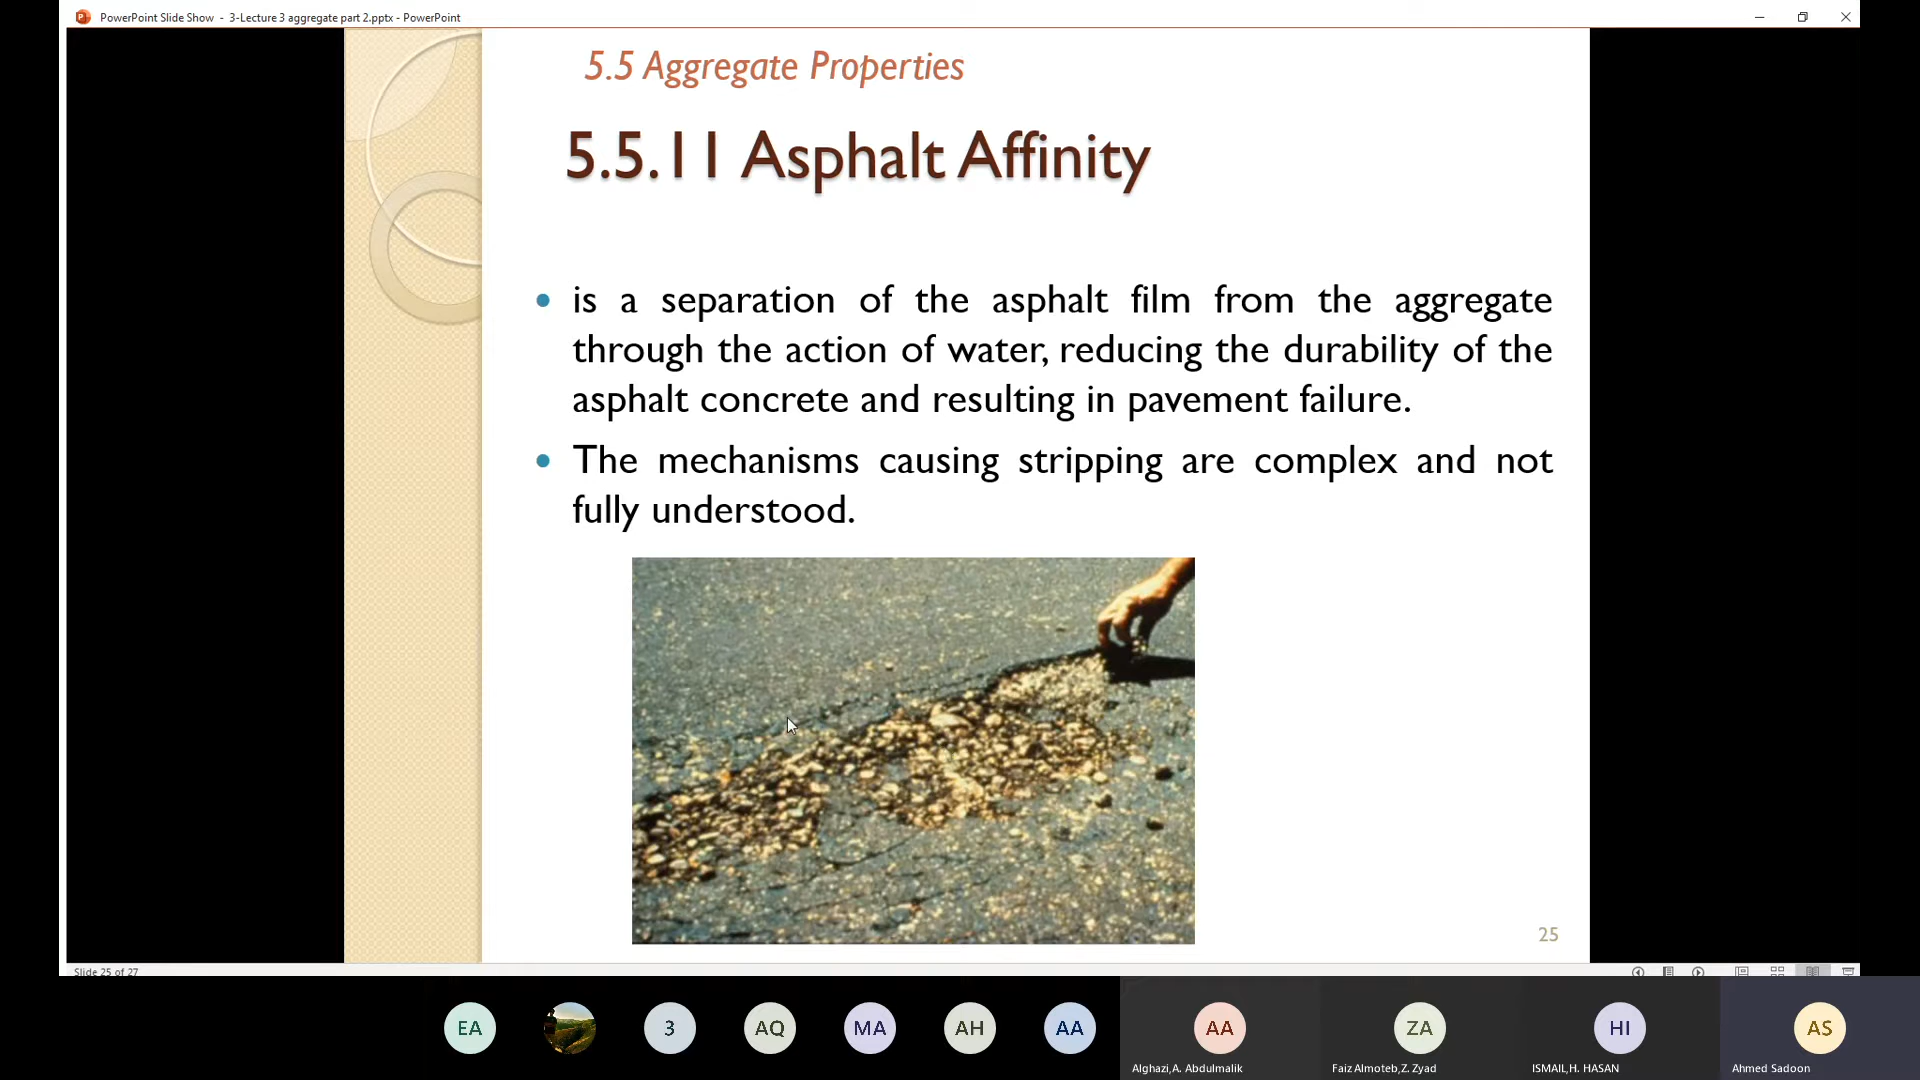 PowerPoint Slide Show - 3-Lecture 3 aggregate part 2.pptx - PowerPoint
5.5 Aggregate Properties
5.5.11 Asphalt Affinity
• is a separation of the asphalt film from the aggregate
through the action of water, reducing the durability of the
asphalt concrete and resulting in pavement failure.
• The mechanisms causing stripping are complex and not
fully understood.
25
Slide 25 of 27
EA
3
AQ
MA
AH
AA
AA
ZA
HI
AS
Alghazi,A. Abdulmalik
Faiz Almoteb,Z. Zyad
ISMAIL,H. HASAN
Ahmed Sadoon